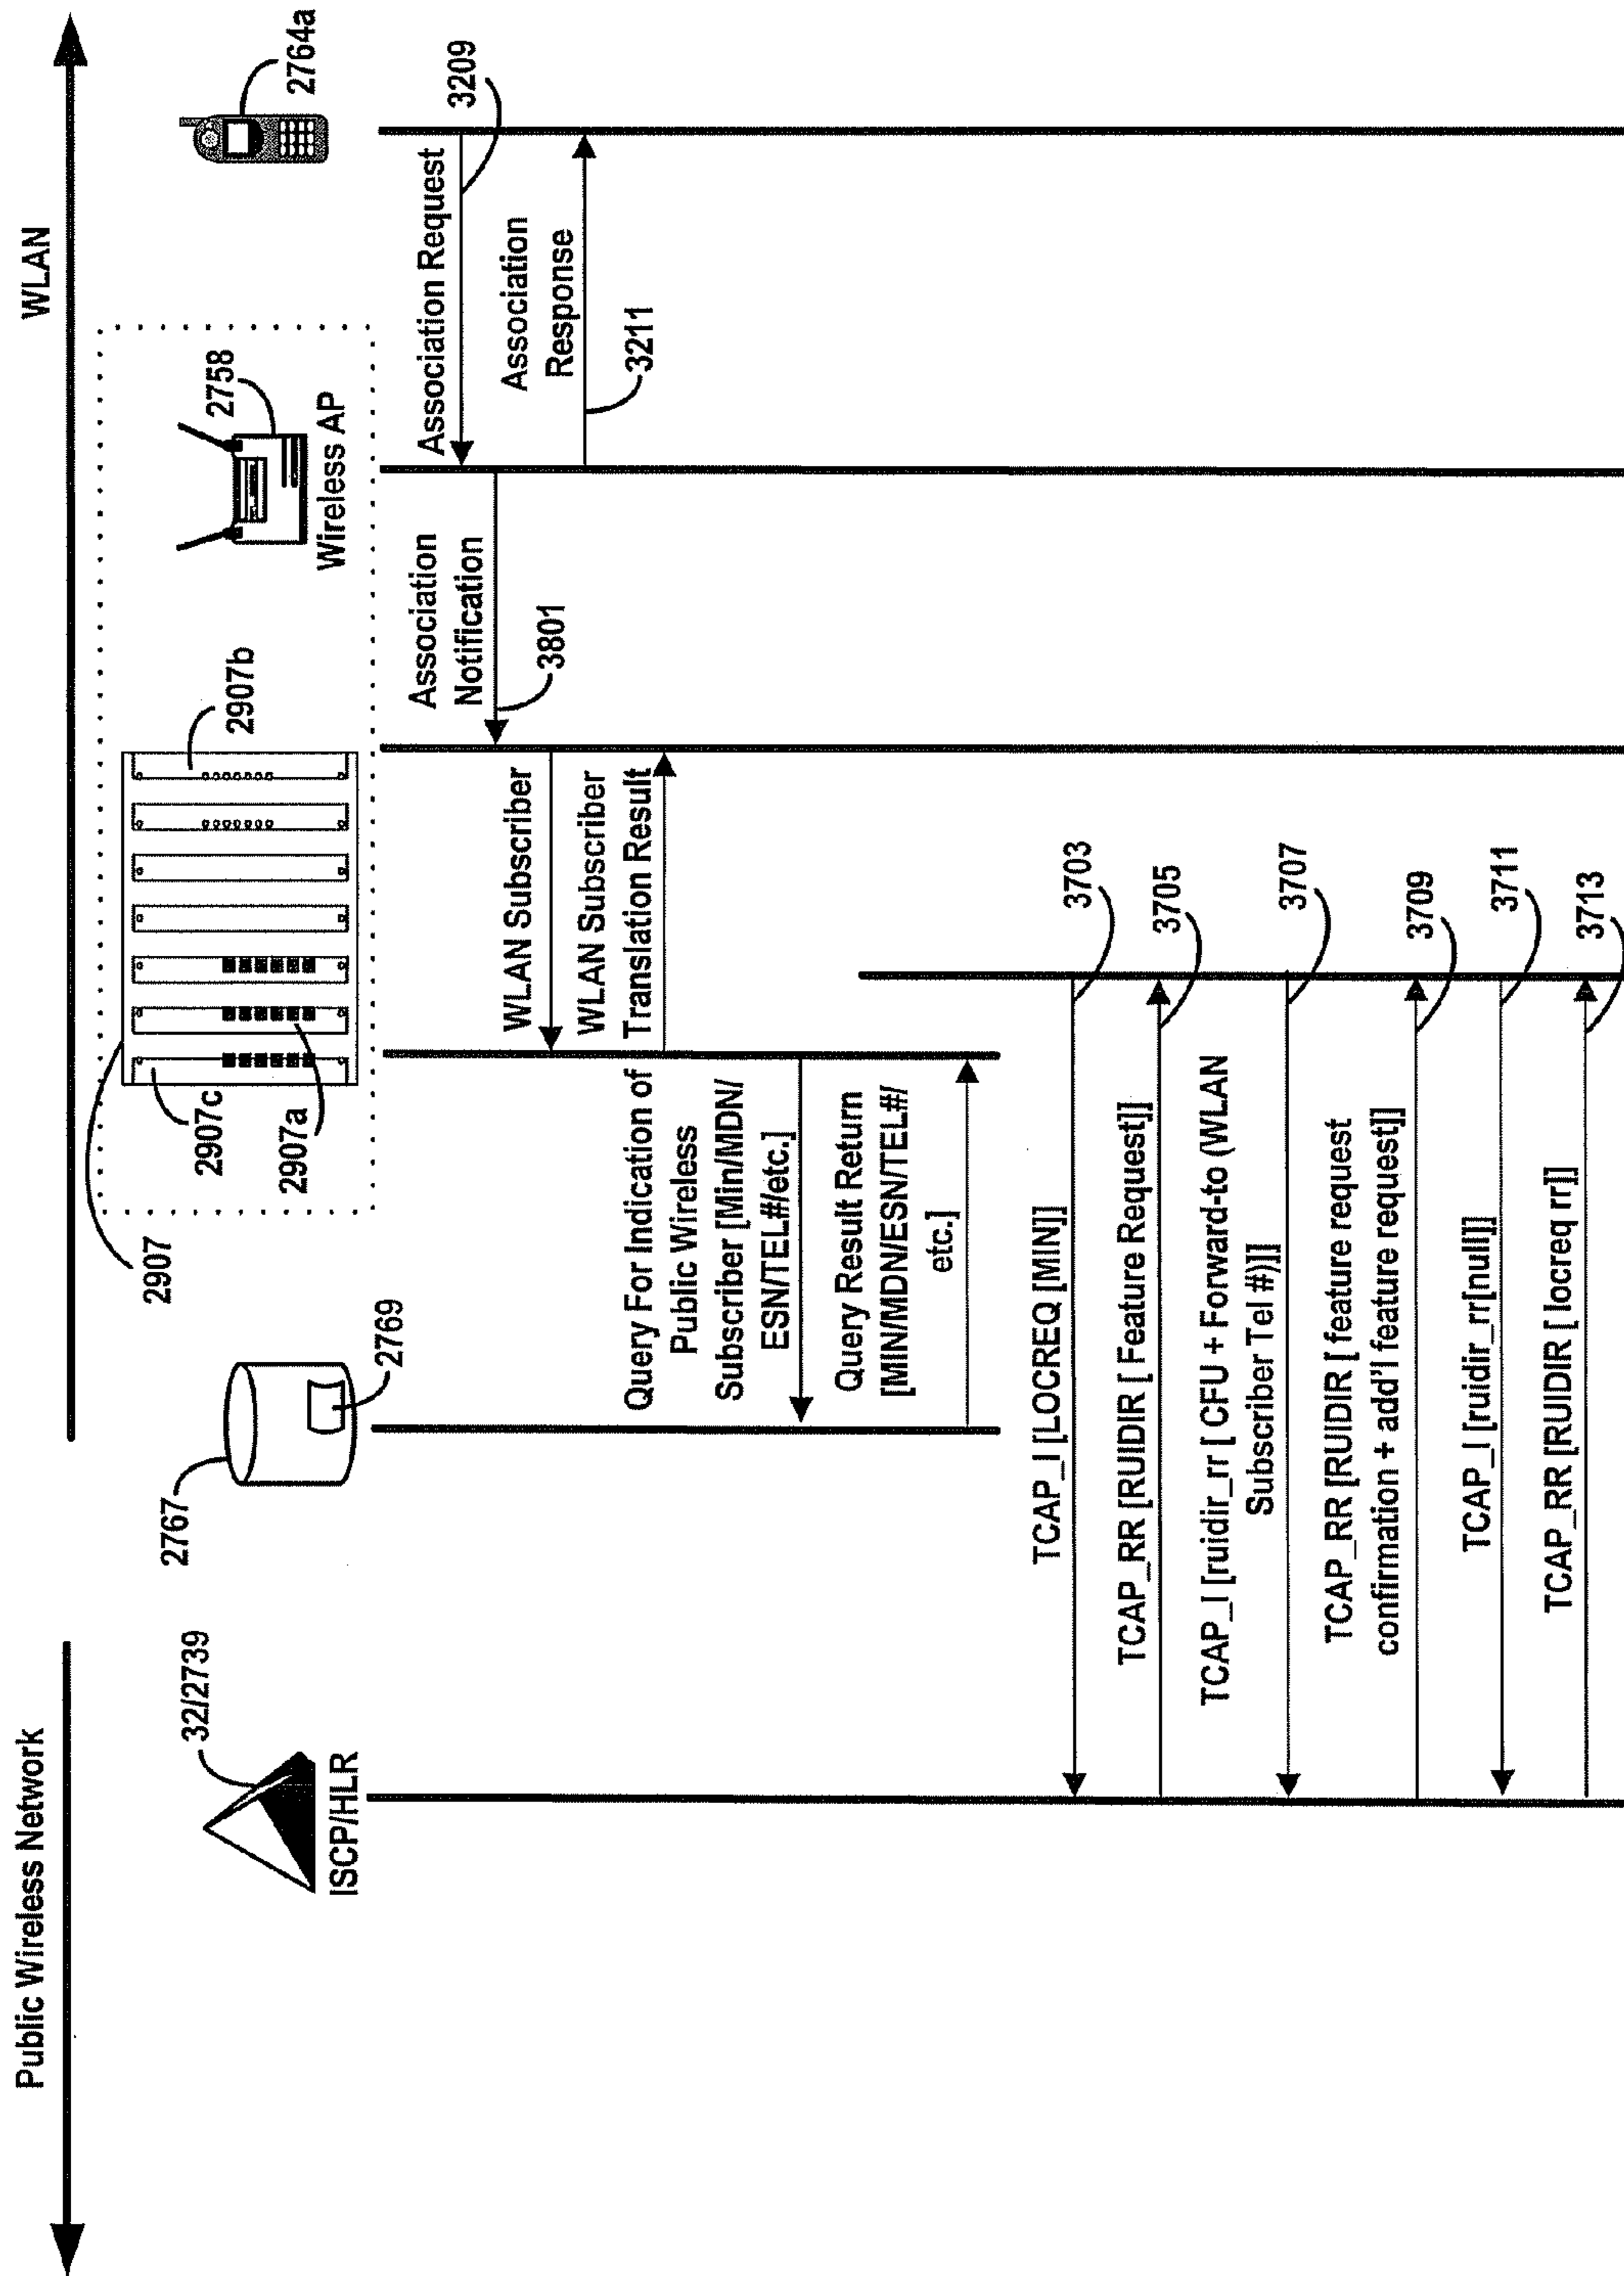 Public Wireless Network
WLAN
32/2739
ISCP/HLR
2767
2769
2907
2907c
2907a
2907b
2758
Wireless AP
2764a
Association Request
3209
Association
Response
3211
Association
Notification
3801
WLAN Subscriber
WLAN Subscriber
Translation Result
Query For Indication of
Public Wireless
Subscriber [Min/MDN/
ESN/TEL#/etc.]
Query Result Return
[MIN/MDN/ESN/TEL#/
etc.]
TCAP_I [LOCREQ [MIN]]
3703
TCAP_RR [RUIDIR [ Feature Request]]
3705
TCAP_I [ruidir_rr [ CFU + Forward-to (WLAN
Subscriber Tel #)]]
3707
TCAP_RR [RUIDIR [ feature request
confirmation + add'l feature request]]
3709
TCAP_I [ruidir_rr[null]]
3711
TCAP_RR [RUIDIR [ locreq rr]]
3713